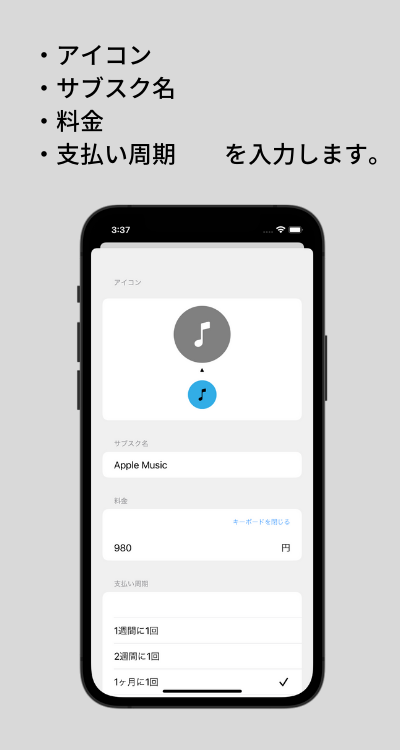 ・アイコン
・サブスク名
・料金
・支払い周期　　を入力します。
3:37
アイコン
サブスク名
Apple Music
料金
キーボードを閉じる
980 円
支払い周期
1週間に1回
2週間に1回
1ヶ月に1回